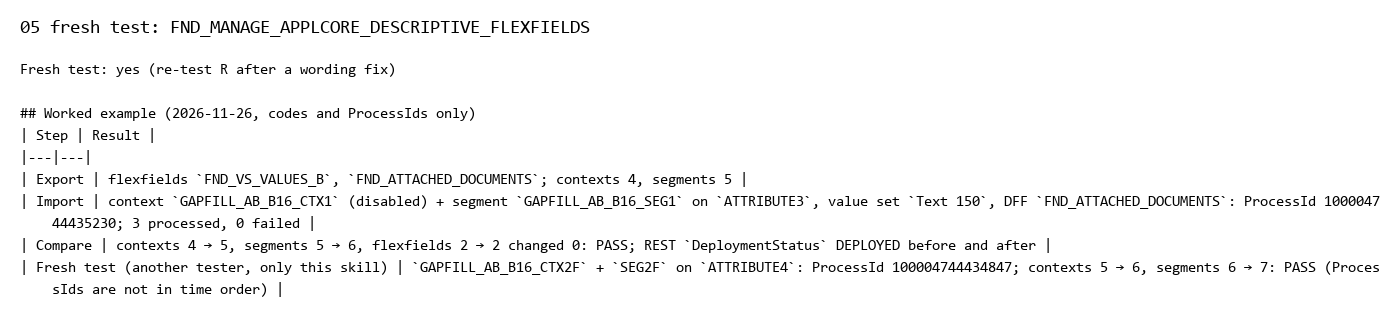 05 fresh test: FND_MANAGE_APPLCORE_DESCRIPTIVE_FLEXFIELDS
Fresh test: yes (re-test R after a wording fix)
## Worked example (2026-11-26, codes and ProcessIds only)
| Step | Result |
|---|---|
| Export | flexfields `FND_VS_VALUES_B`, `FND_ATTACHED_DOCUMENTS`; contexts 4, segments 5 |
| Import | context `GAPFILL_AB_B16_CTX1` (disabled) + segment `GAPFILL_AB_B16_SEG1` on `ATTRIBUTE3`, value set `Text 150`, DFF `FND_ATTACHED_DOCUMENTS`: ProcessId 1000047
44435230; 3 processed, 0 failed |
| Compare | contexts 4 → 5, segments 5 → 6, flexfields 2 → 2 changed 0: PASS; REST `DeploymentStatus` DEPLOYED before and after |
| Fresh test (another tester, only this skill) | `GAPFILL_AB_B16_CTX2F` + `SEG2F` on `ATTRIBUTE4`: ProcessId 100004744434847; contexts 5 → 6, segments 6 → 7: PASS (Proces
sIds are not in time order) |